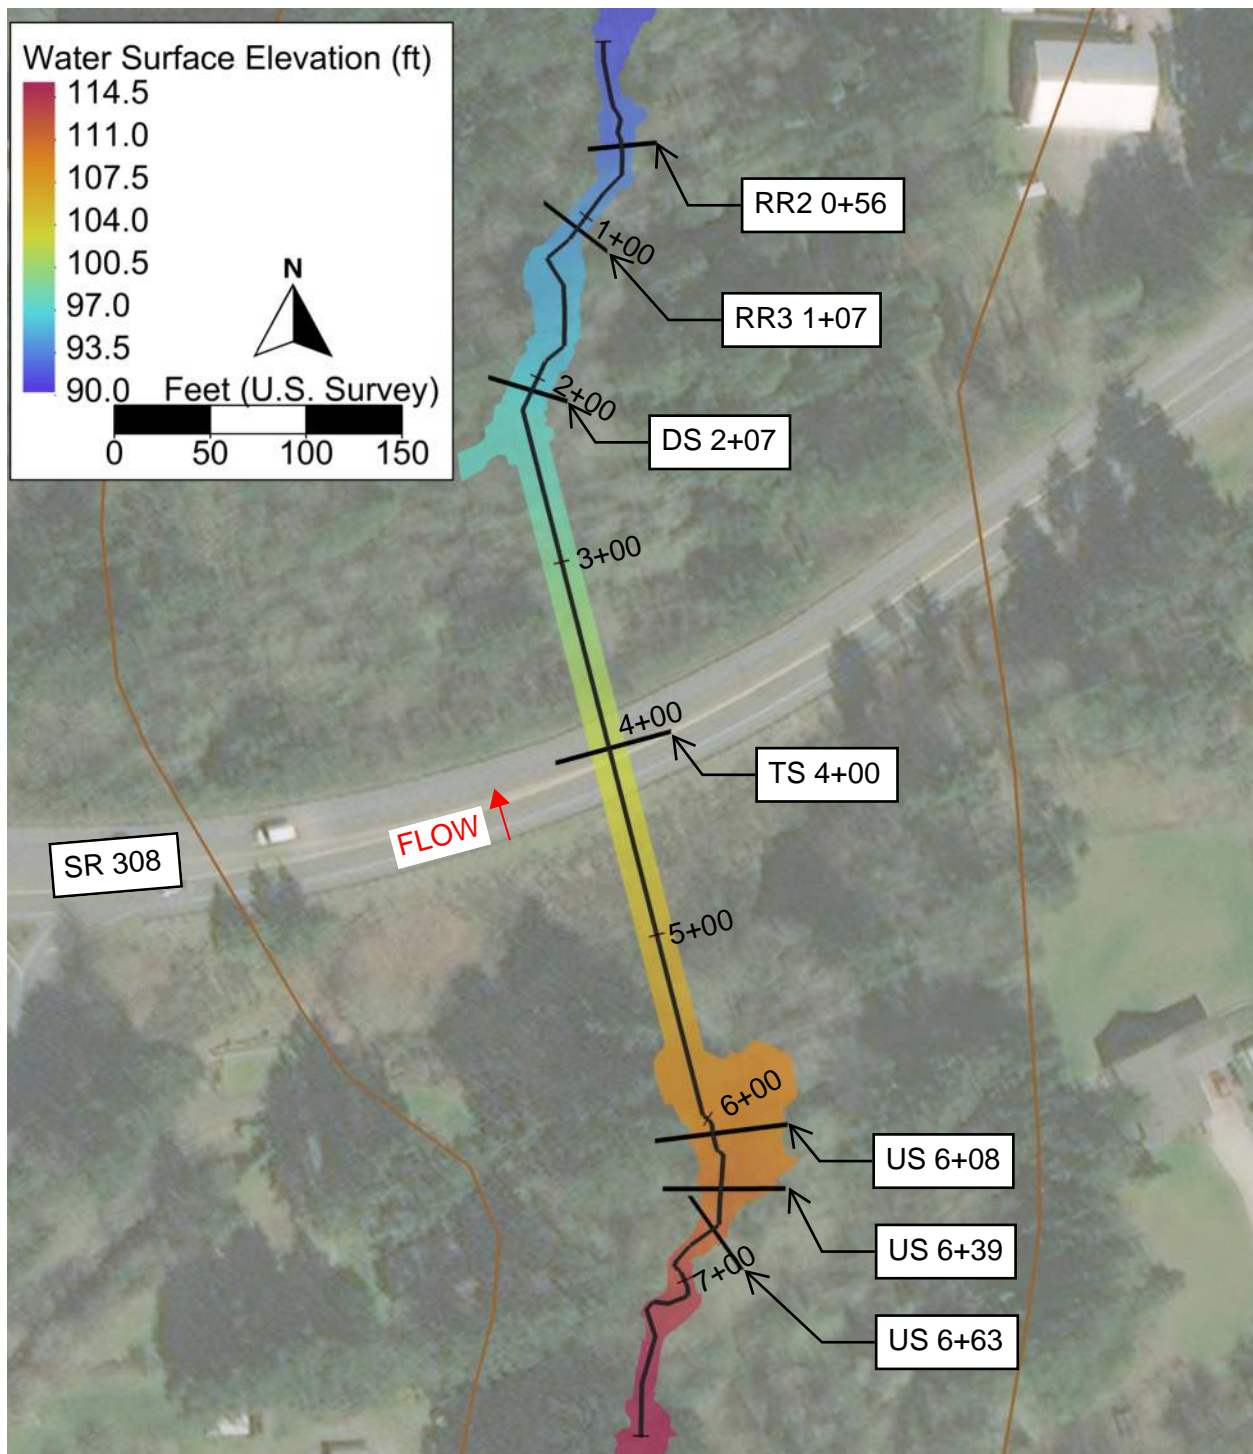 Water Surface Elevation (ft)
114.5
111.0
107.5
104.0
100.5
97.0
93.5
90.0
N
Feet (U.S. Survey)
0 50 100 150
RR2 0+56
1+00
RR3 1+07
2+00
DS 2+07
3+00
4+00
TS 4+00
FLOW
SR 308
5+00
6+00
US 6+08
US 6+39
7+00
US 6+63